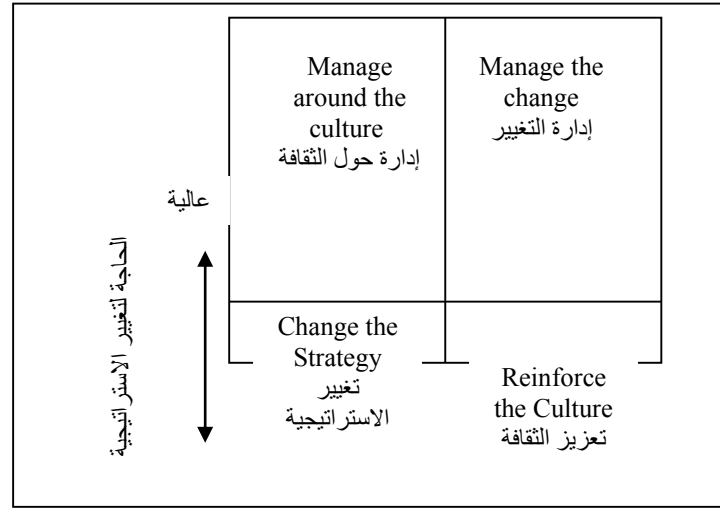 Manage
around the
culture
إدارة حول الثقافة
Manage the
change
إدارة التغيير
عالية
الحاجة لتغيير الاستراتيجية
Change the
Strategy
تغيير
الاستراتيجية
Reinforce
the Culture
تعزيز الثقافة